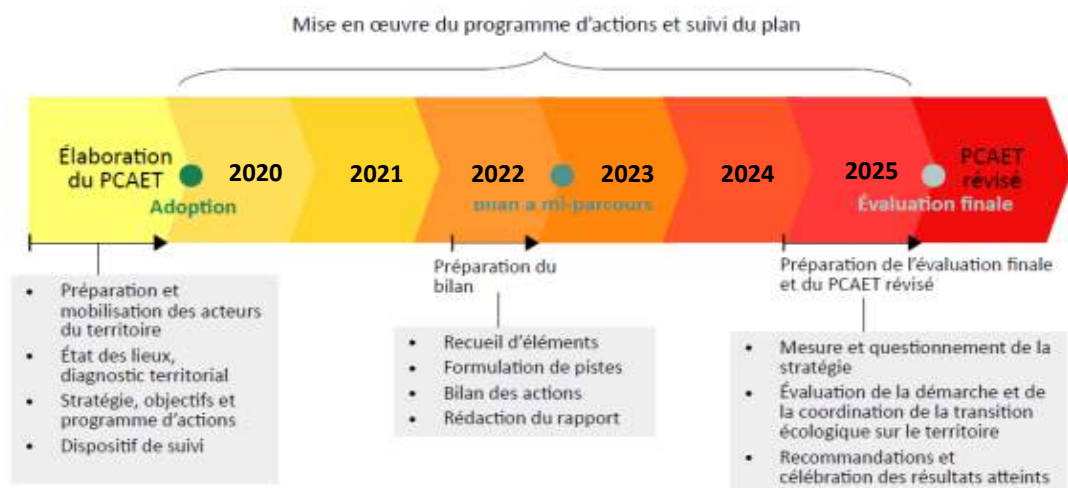 Mise en œuvre du programme d'actions et suivi du plan
Élaboration
du PCAET
Adoption
2020
2021
2022
2023
Bilan à mi-parcours
2024
2025
Évaluation finale
PCAET
révisé
Préparation du
bilan
Préparation de l'évaluation finale
et du PCAET révisé
• Préparation et
mobilisation des acteurs
du territoire
• État des lieux,
diagnostic territorial
• Stratégie, objectifs et
programme d'actions
• Dispositif de suivi
• Recueil d'éléments
• Formulation de pistes
• Bilan des actions
• Rédaction du rapport
• Mesure et questionnement de la
stratégie
• Évaluation de la démarche et de
la coordination de la transition
écologique sur le territoire
• Recommandations et
célébration des résultats atteints